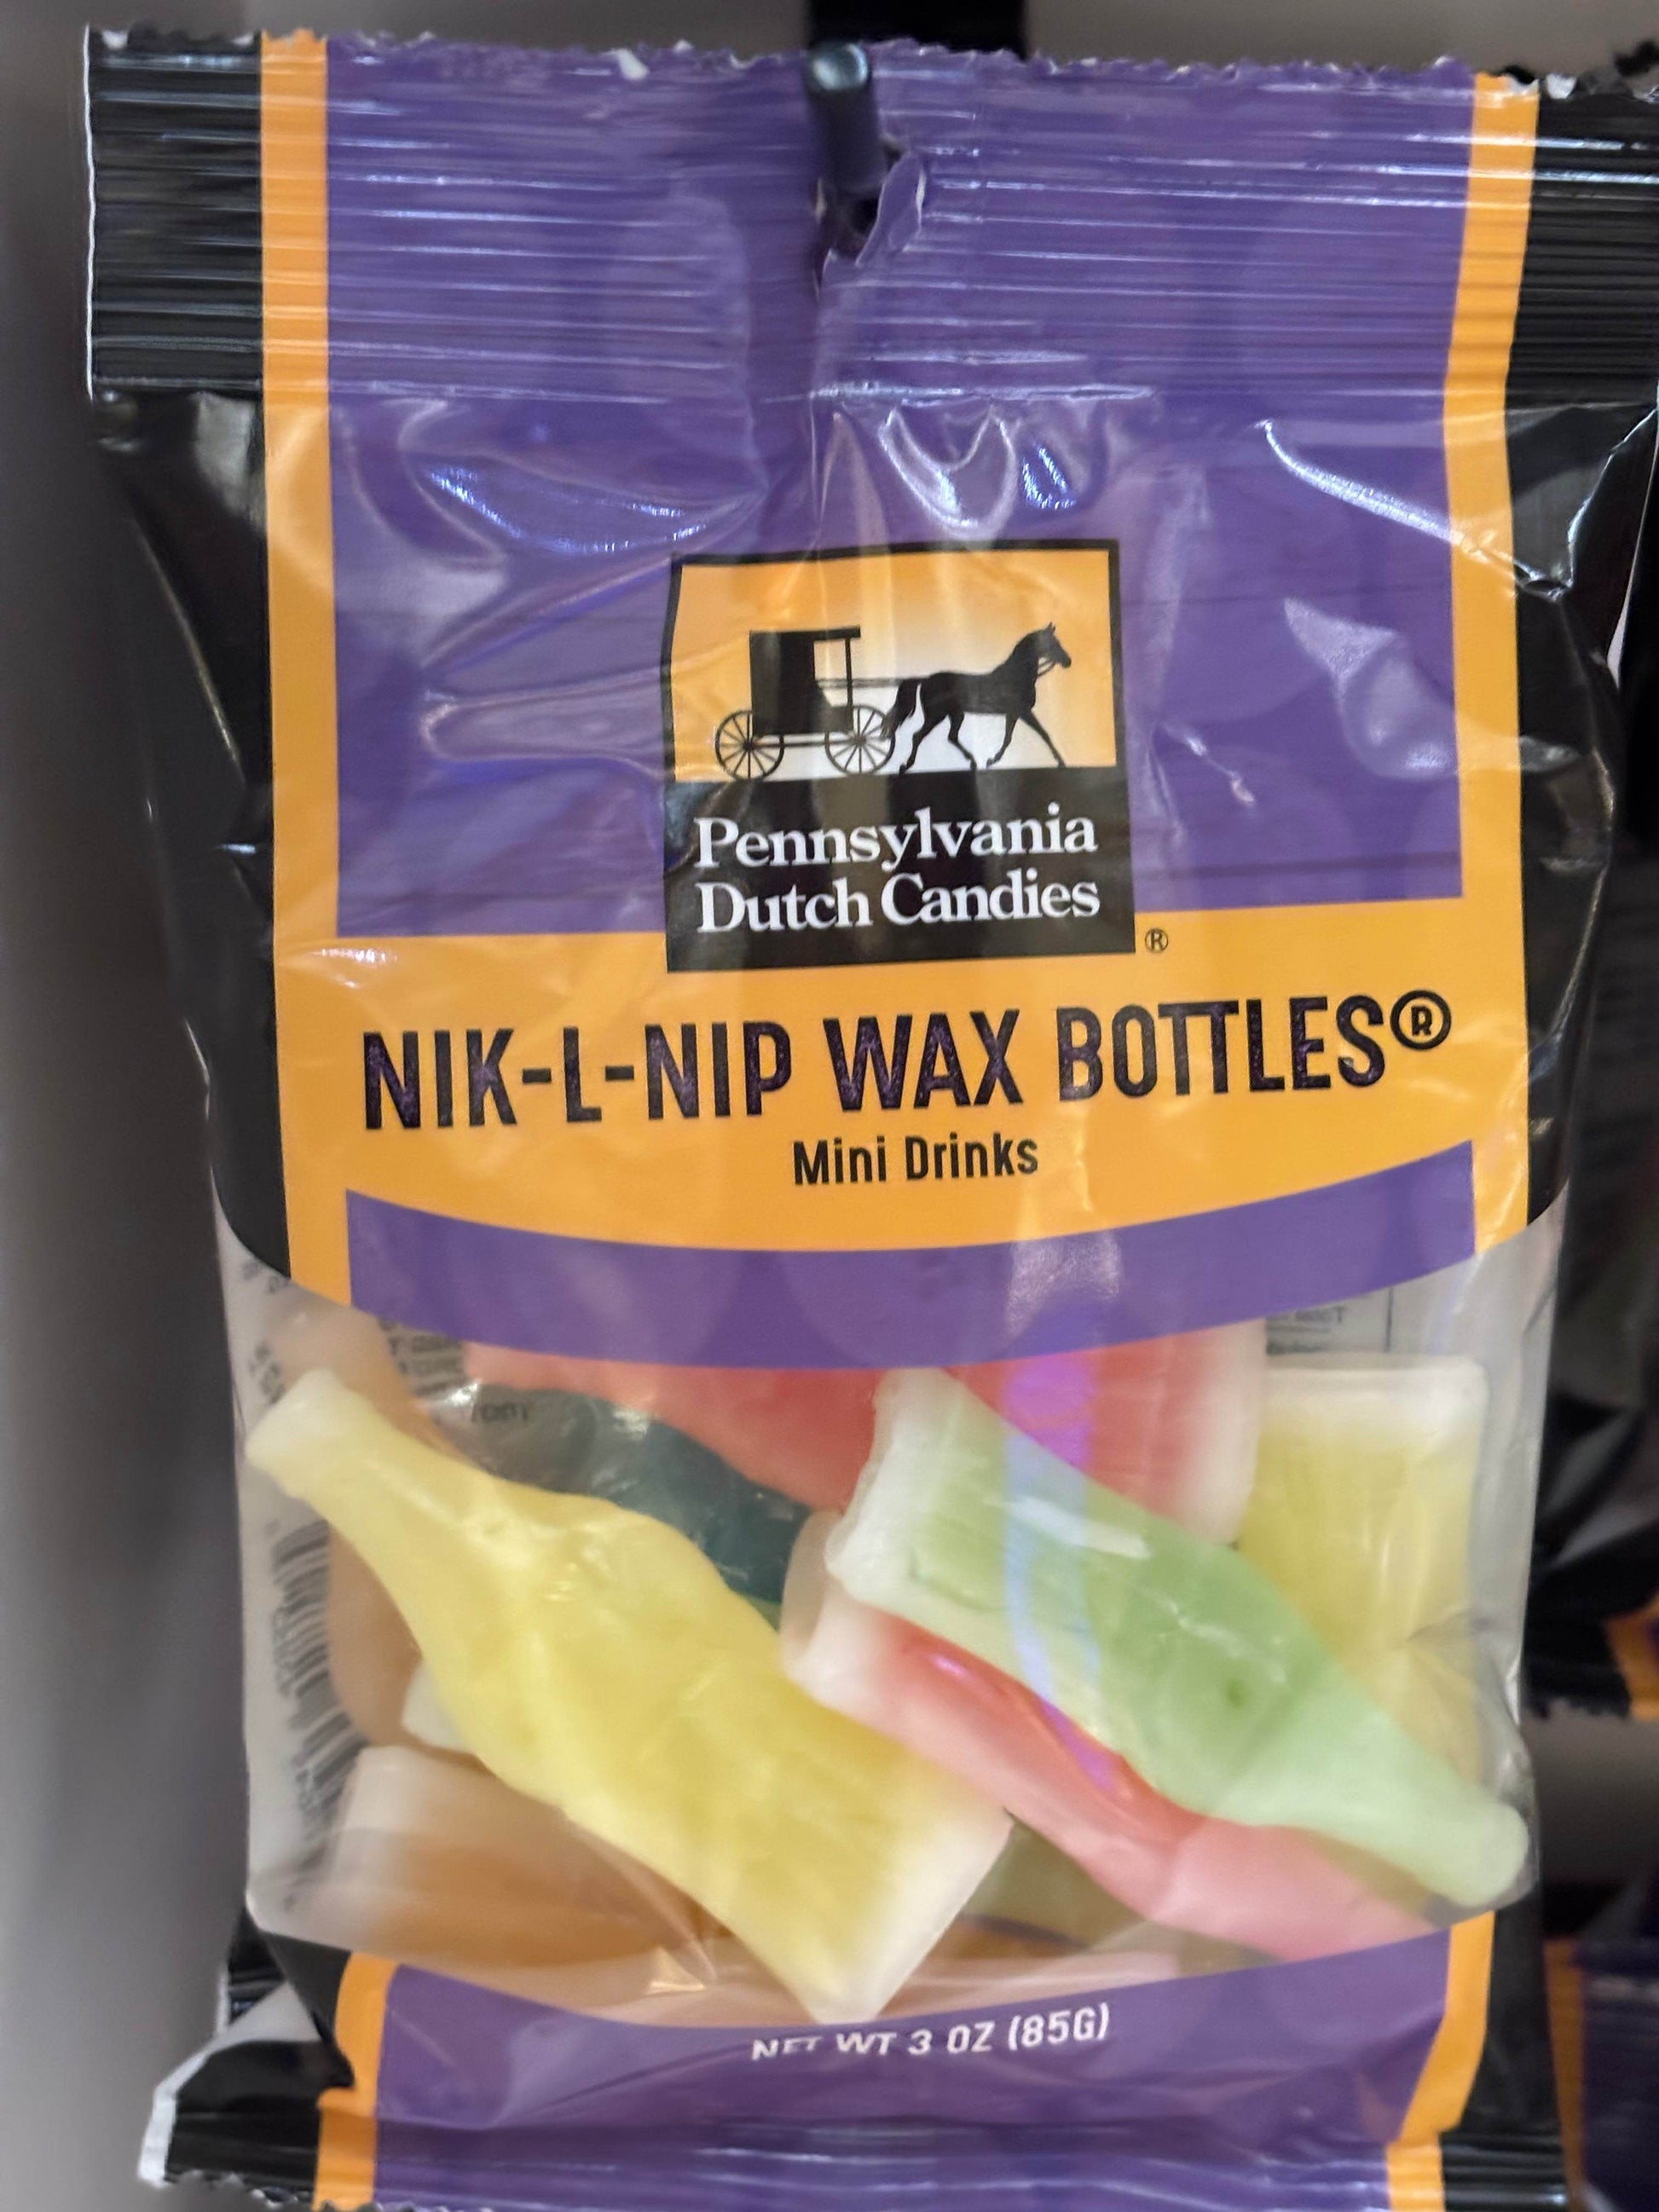 Pennsylvania
Dutch Candies
®
NIK-L-NIP WAX BOTTLES®
Mini Drinks
NET WT 3 OZ (85G)